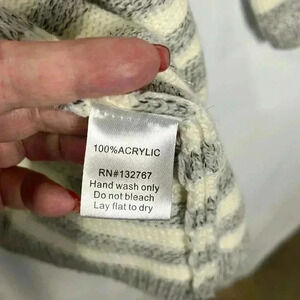 100%ACRYLIC
RN#132767
Hand wash only
Do not bleach
Lay flat to dry